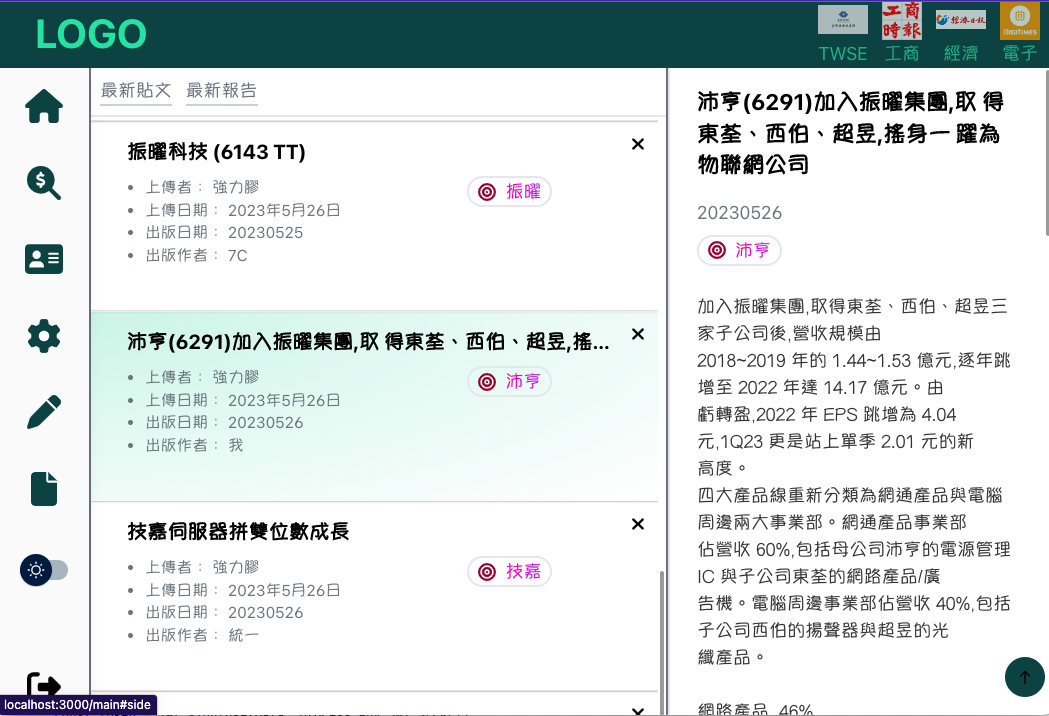 LOGO
TWSE 工商 經濟 電子
工商時報
經濟日報
DIGITIMES
最新貼文 最新報告
振曜科技 (6143 TT)
上傳者： 強力膠
上傳日期： 2023年5月26日
出版日期： 20230525
出版作者： 7C
振曜
沛亨(6291)加入振曜集團,取 得東荃、西伯、超昱,搖...
上傳者： 強力膠
上傳日期： 2023年5月26日
出版日期： 20230526
出版作者： 我
沛亨
技嘉伺服器拼雙位數成長
上傳者： 強力膠
上傳日期： 2023年5月26日
出版日期： 20230526
出版作者： 統一
技嘉
沛亨(6291)加入振曜集團,取 得
東荃、西伯、超昱,搖身一 躍為
物聯網公司
20230526
沛亨
加入振曜集團,取得東荃、西伯、超昱三
家子公司後,營收規模由
2018~2019 年的 1.44~1.53 億元,逐年跳
增至 2022 年達 14.17 億元。由
虧轉盈,2022 年 EPS 跳增為 4.04
元,1Q23 更是站上單季 2.01 元的新
高度。
四大產品線重新分類為網通產品與電腦
周邊兩大事業部。網通產品事業部
佔營收 60%,包括母公司沛亨的電源管理
IC 與子公司東荃的網路產品/廣
告機。電腦周邊事業部佔營收 40%,包括
子公司西伯的揚聲器與超昱的光
纖產品。
網路產品 46%
localhost:3000/main#side